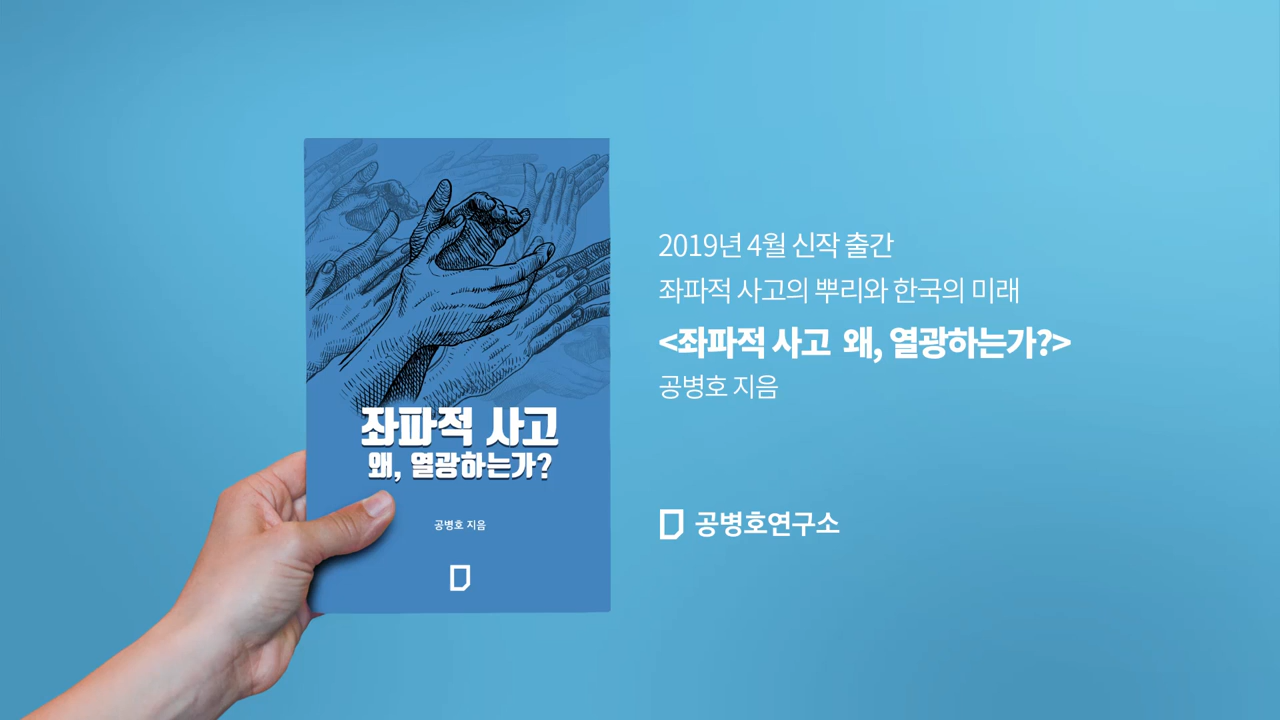 좌파적 사고
왜, 열광하는가?
공병호 지음
2019년 4월 신작 출간
좌파적 사고의 뿌리와 한국의 미래
<좌파적 사고 왜, 열광하는가?>
공병호 지음
공병호연구소